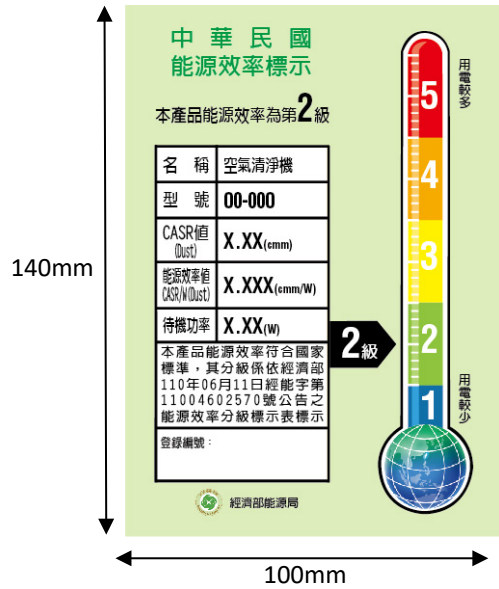 中華民國
能源效率標示
本產品能源效率為第2級
名稱 空氣清淨機
型號 00-000
CASR值(Dust) X.XX(cmm)
能源效率值CASR/W(Dust) X.XXX(cmm/W)
待機功率 X.XX(W)
本產品能源效率符合國家
標準，其分級係依經濟部
110年06月11日經能字第
11004602570號公告之
能源效率分級標示表標示
登錄編號：
經濟部能源局
用電較多
5
4
3
2級
2
1
用電較少
140mm
100mm